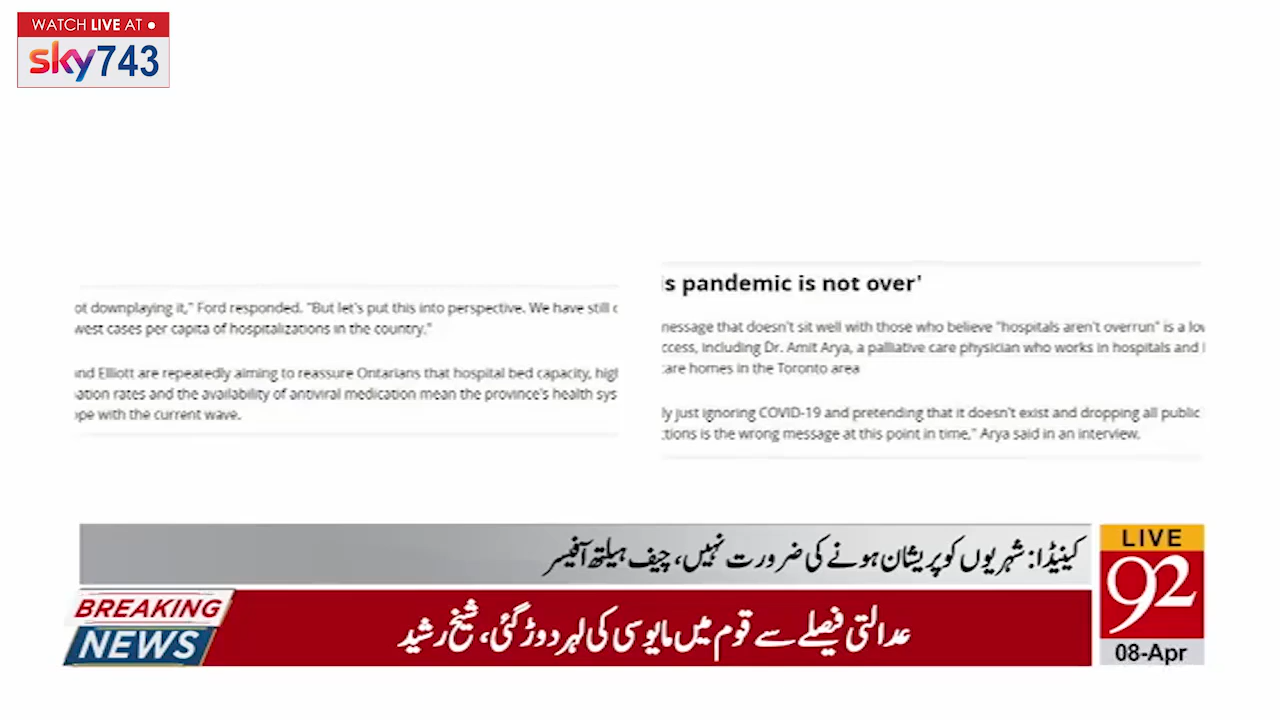 WATCH LIVE AT
sky743
ot downplaying it," Ford responded. "But let's put this into perspective. We have still
west cases per capita of hospitalizations in the country."
nd Elliott are repeatedly aiming to reassure Ontarians that hospital bed capacity, high
ation rates and the availability of antiviral medication mean the province's health sys
ope with the current wave.
is pandemic is not over'
message that doesn't sit well with those who believe "hospitals aren't overrun" is a lov
ccess, including Dr. Amit Arya, a palliative care physician who works in hospitals and
care homes in the Toronto area
ly just ignoring COVID-19 and pretending that it doesn't exist and dropping all public
ctions is the wrong message at this point in time," Arya said in an interview.
کینیڈا: شہریوں کو پریشان ہونے کی ضرورت نہیں، چیف ہیلتھ آفیسر
BREAKING
NEWS
عدالتی فیصلے سے قوم میں مایوسی کی لہر دوڑ گئی، شیخ رشید
LIVE
92
08-Apr